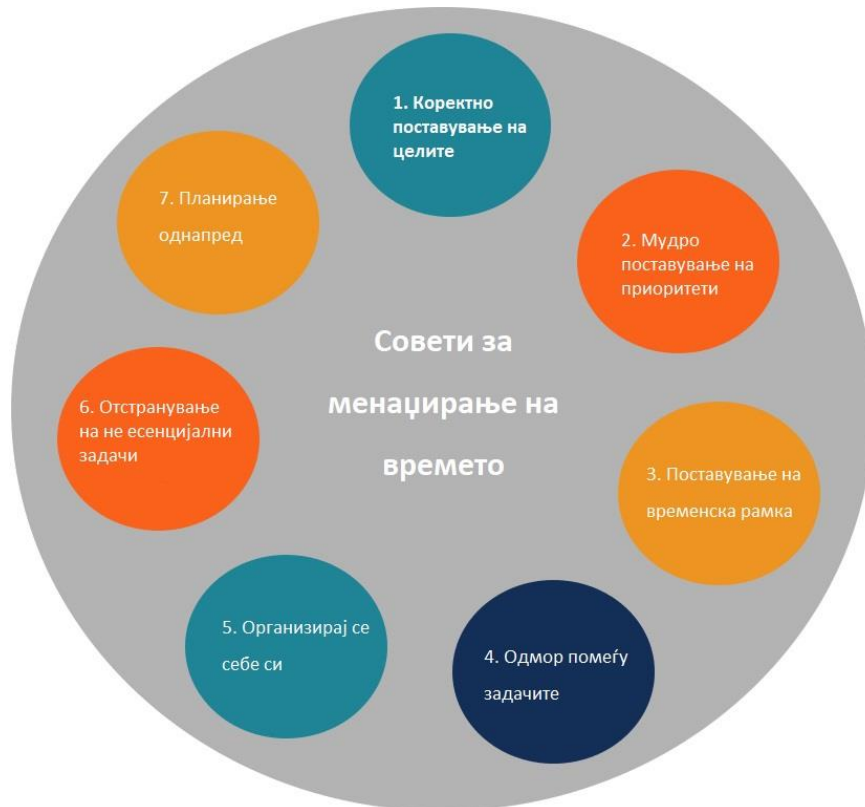 1. Коректно
поставување на
целите
2. Мудро
поставување на
приоритети
3. Поставување на
временска рамка
4. Одмор помеѓу
задачите
5. Организирај се
себе си
6. Отстранување
на не есенцијални
задачи
7. Планирање
однапред
Совети за
менаџирање на
времето